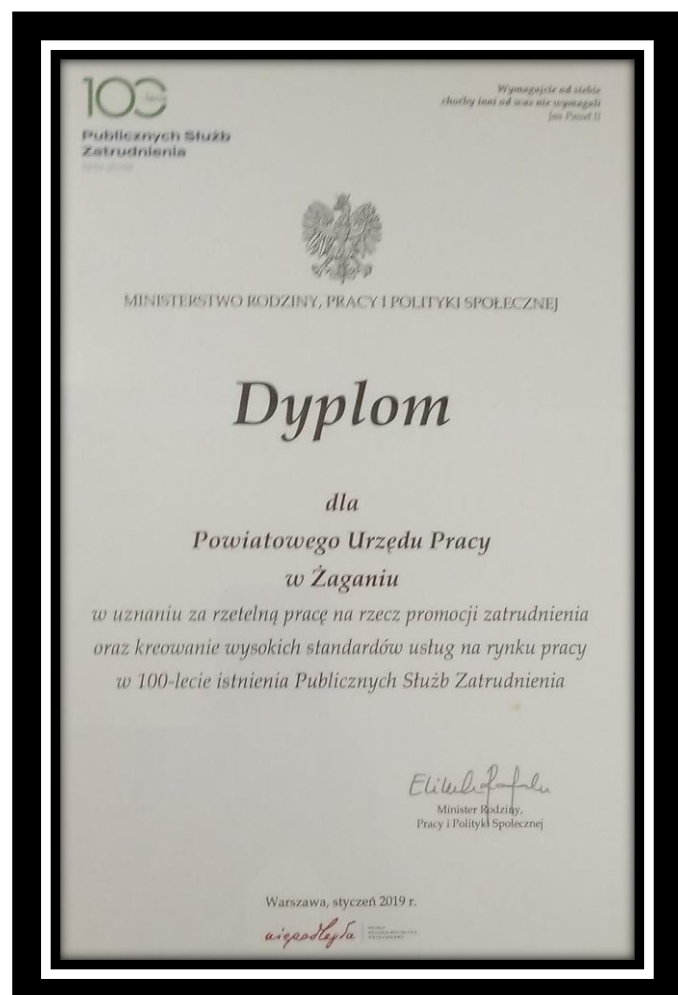 100 lecie
Publicznych Służb
Zatrudnienia
Wymagajcie od siebie
choćby inni od was nie wymagali
Jan Paweł II
MINISTERSTWO RODZINY, PRACY I POLITYKI SPOŁECZNEJ
Dyplom
dla
Powiatowego Urzędu Pracy
w Żaganiu
w uznaniu za rzetelną pracę na rzecz promocji zatrudnienia
oraz kreowanie wysokich standardów usług na rynku pracy
w 100-lecie istnienia Publicznych Służb Zatrudnienia
Minister Rodziny,
Pracy i Polityki Społecznej
Warszawa, styczeń 2019 r.
niepodległa